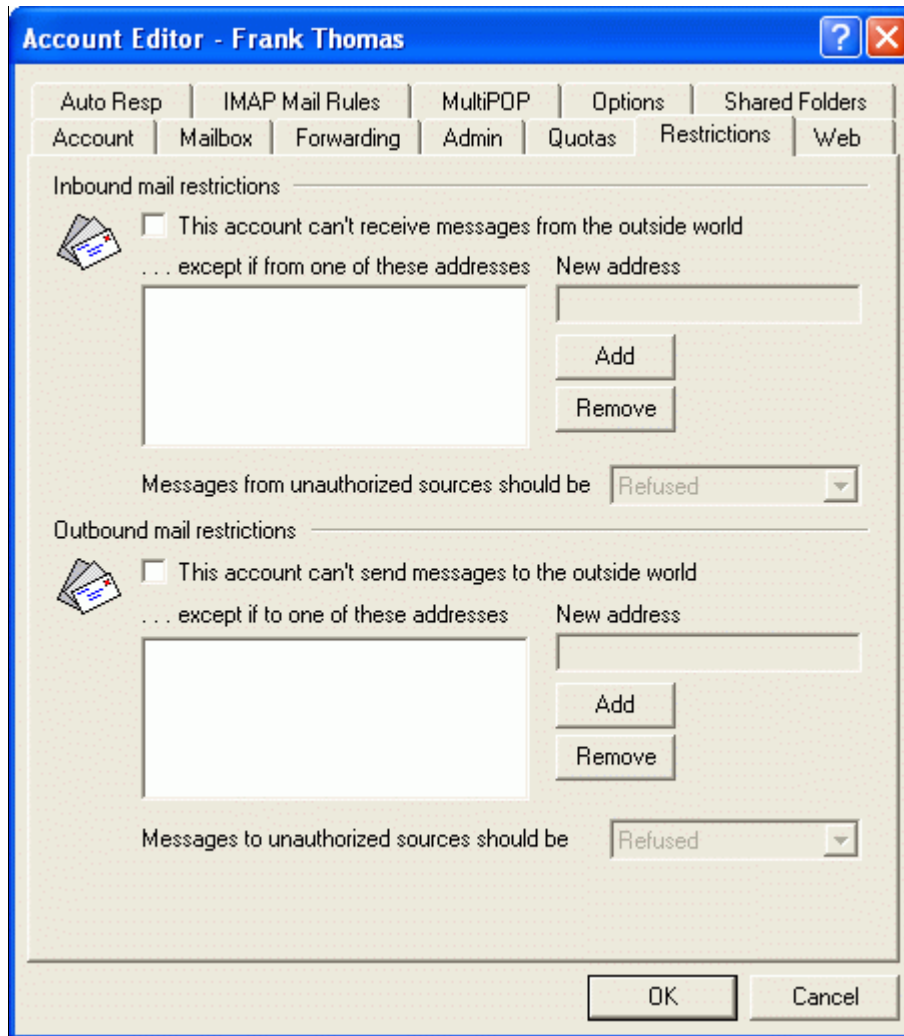 Account Editor - Frank Thomas
Auto Resp IMAP Mail Rules MultiPOP Options Shared Folders
Account Mailbox Forwarding Admin Quotas Restrictions Web
Inbound mail restrictions
This account can't receive messages from the outside world
. . . except if from one of these addresses New address
Add
Remove
Messages from unauthorized sources should be Refused
Outbound mail restrictions
This account can't send messages to the outside world
. . . except if to one of these addresses New address
Add
Remove
Messages to unauthorized sources should be Refused
OK Cancel